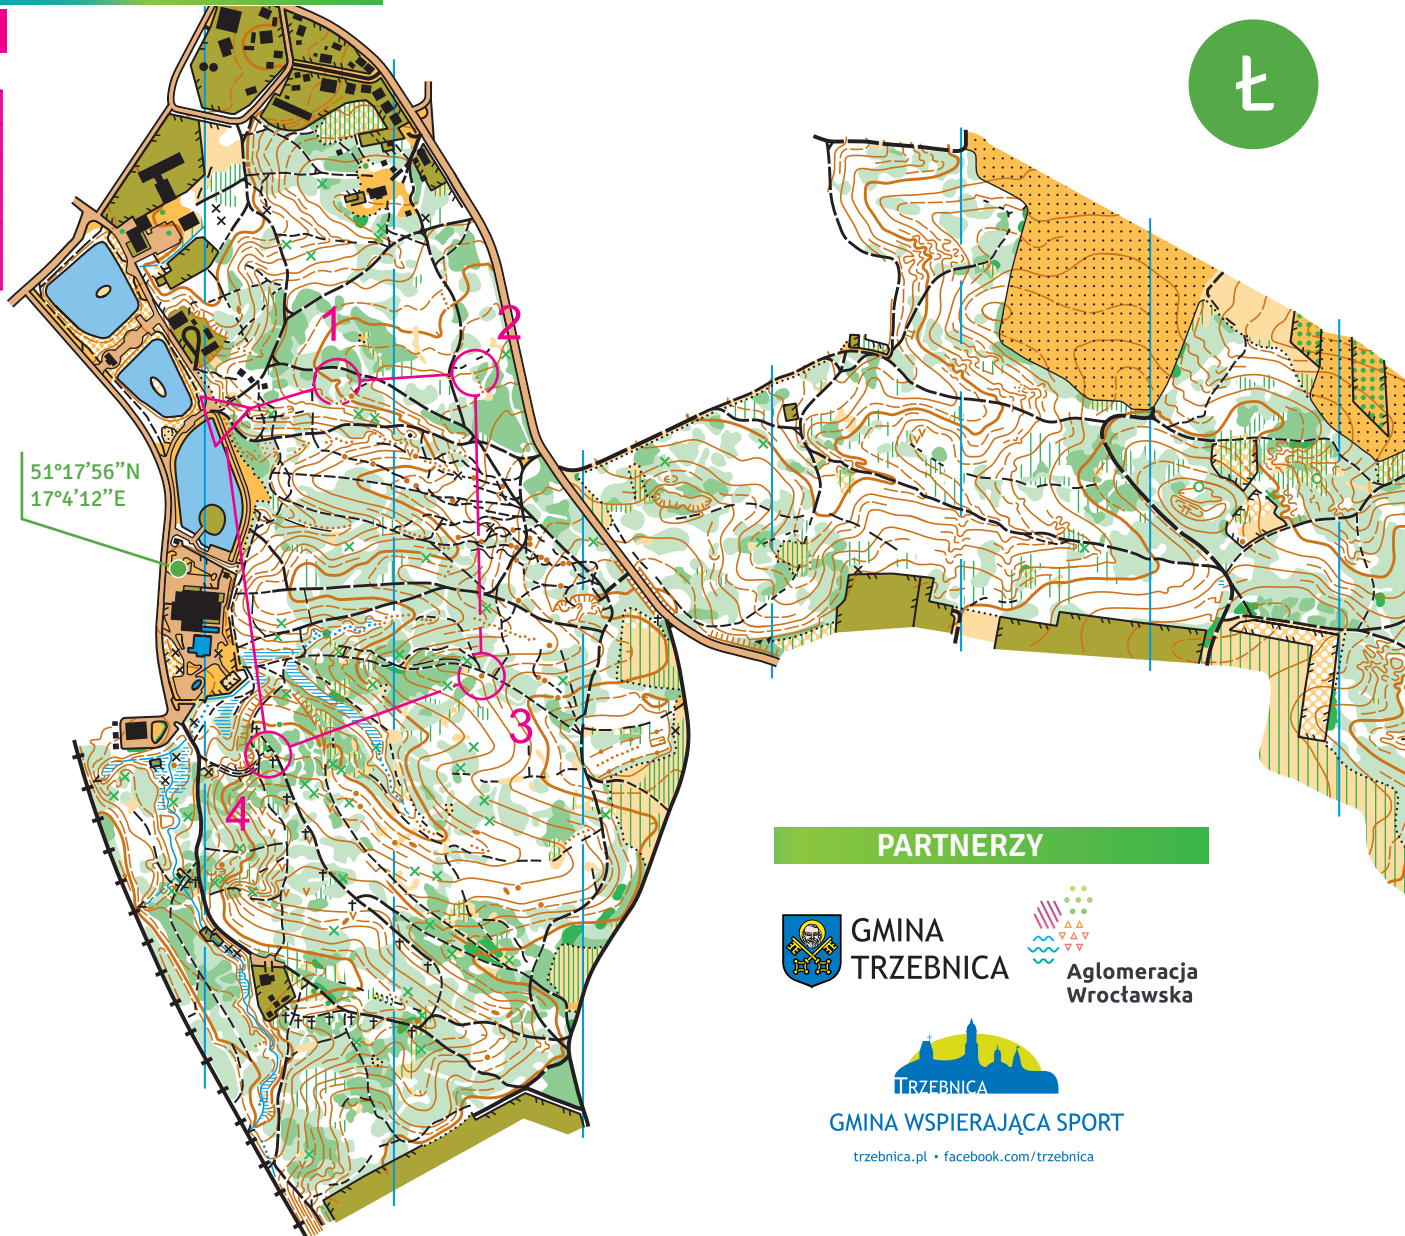 Ł
1
2
51°17’56”N
17°4’12”E
3
4
PARTNERZY
GMINA
TRZEBNICA
Aglomeracja
Wrocławska
TRZEBNICA
GMINA WSPIERAJĄCA SPORT
trzebnica.pl ▪ facebook.com/trzebnica